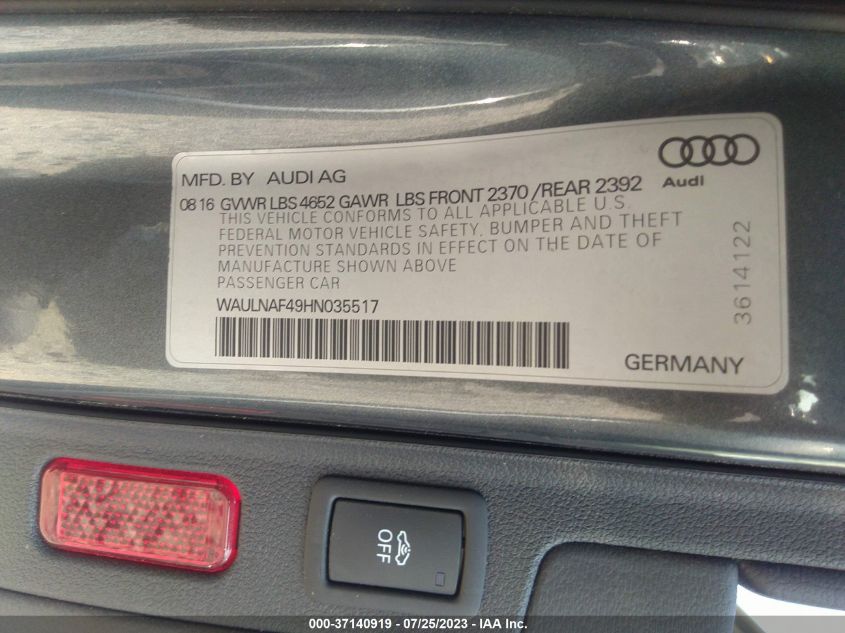 MFD. BY AUDI AG
Audi
08 16 GVWR LBS 4652 GAWR LBS FRONT 2370 /REAR 2392
THIS VEHICLE CONFORMS TO ALL APPLICABLE U.S.
FEDERAL MOTOR VEHICLE SAFETY, BUMPER AND THEFT
PREVENTION STANDARDS IN EFFECT ON THE DATE OF
MANUFACTURE SHOWN ABOVE
PASSENGER CAR
WAULNAF49HN035517
3614122
GERMANY
OFF
000-37140919 - 07/25/2023 - IAA Inc.